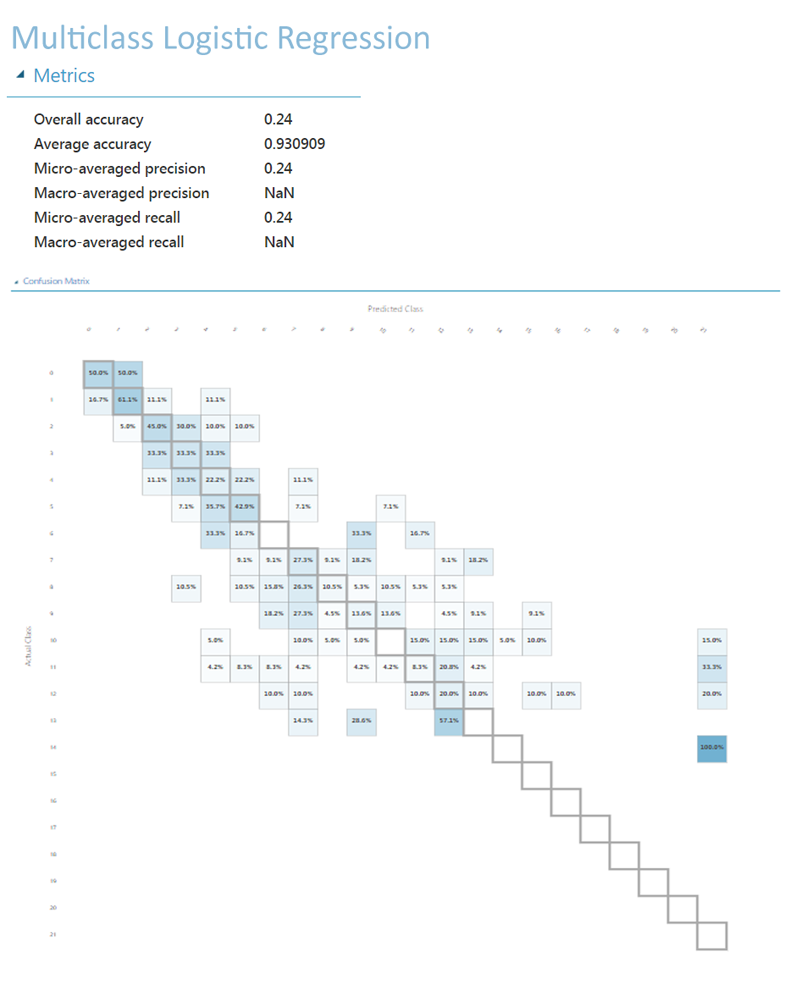 Multiclass Logistic Regression
Metrics
Overall accuracy 0.24
Average accuracy 0.930909
Micro-averaged precision 0.24
Macro-averaged precision NaN
Micro-averaged recall 0.24
Macro-averaged recall NaN
Confusion Matrix
Predicted Class
0 1 2 3 4 5 6 7 8 9 10 11 12 13 14 15 16 17 18 19 20 21
0 50.0% 50.0%
1 16.7% 61.1% 11.1% 11.1%
2 5.0% 45.0% 30.0% 10.0% 10.0%
3 33.3% 33.3% 33.3%
4 11.1% 33.3% 22.2% 22.2% 11.1%
5 7.1% 35.7% 42.9% 7.1% 7.1%
6 33.3% 16.7% 33.3% 16.7%
7 9.1% 9.1% 27.3% 9.1% 18.2% 9.1% 18.2%
8 10.5% 10.5% 15.8% 26.3% 10.5% 5.3% 10.5% 5.3% 5.3%
9 18.2% 27.3% 4.5% 13.6% 13.6% 4.5% 9.1% 9.1%
Actual Class
10 5.0% 10.0% 5.0% 5.0% 15.0% 15.0% 15.0% 5.0% 10.0% 15.0%
11 4.2% 8.3% 8.3% 4.2% 4.2% 4.2% 8.3% 20.8% 4.2% 33.3%
12 10.0% 10.0% 10.0% 20.0% 10.0% 10.0% 10.0% 20.0%
13 14.3% 28.6% 57.1%
14 100.0%
15
16
17
18
19
20
21